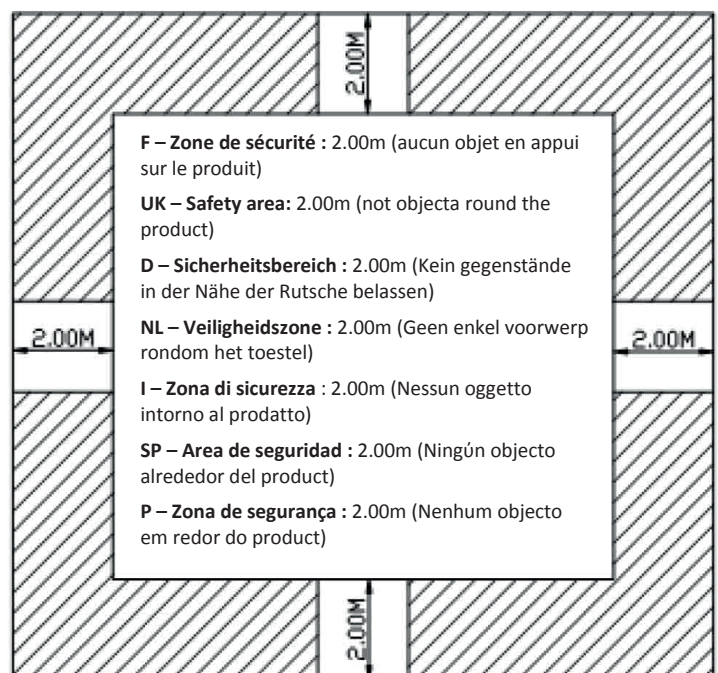 2.00M
F – Zone de sécurité : 2.00m (aucun objet en appui
sur le produit)
UK – Safety area: 2.00m (not objecta round the
product)
D – Sicherheitsbereich : 2.00m (Kein gegenstände
in der Nähe der Rutsche belassen)
2.00M
NL – Veiligheidszone : 2.00m (Geen enkel voorwerp
rondom het toestel)
2.00M
I – Zona di sicurezza : 2.00m (Nessun oggetto
intorno al prodatto)
SP – Area de seguridad : 2.00m (Ningύn objecto
alrededor del product)
P – Zona de segurança : 2.00m (Nenhum objecto
em redor do product)
2.00M